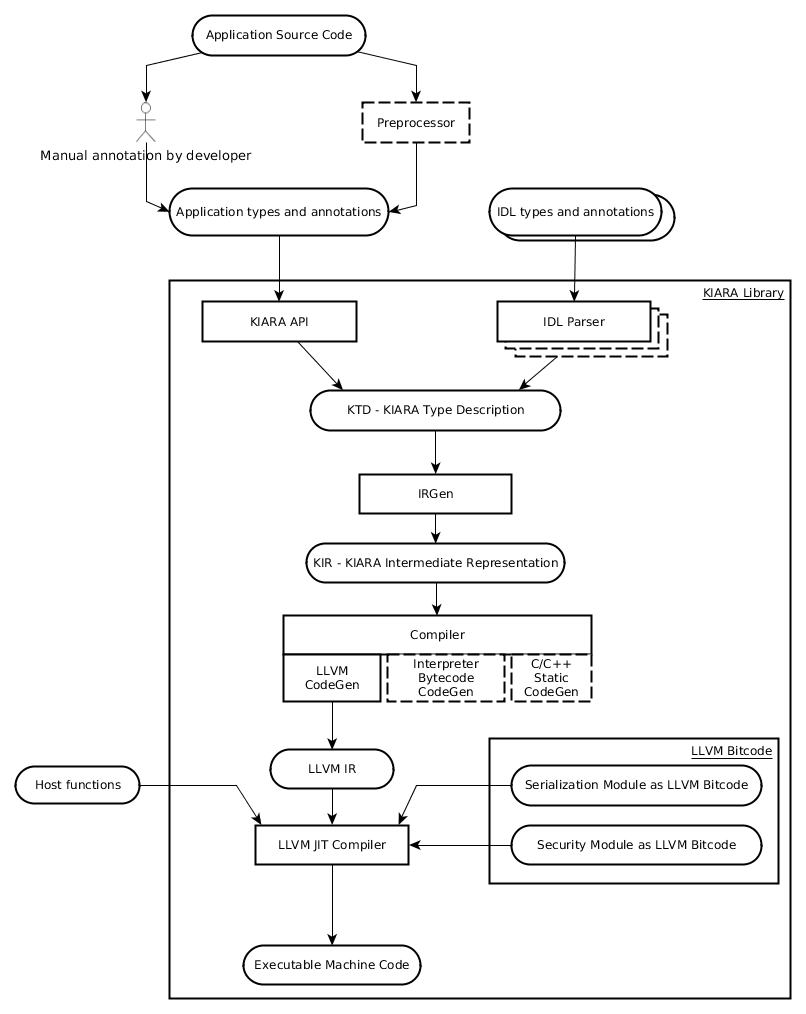 Application Source Code
Preprocessor
Manual annotation by developer
Application types and annotations
IDL types and annotations
KIARA Library
KIARA API
IDL Parser
KTD - KIARA Type Description
IRGen
KIR - KIARA Intermediate Representation
Compiler
LLVM
CodeGen
Interpreter
Bytecode
CodeGen
C/C++
Static
CodeGen
LLVM Bitcode
LLVM IR
Host functions
Serialization Module as LLVM Bitcode
LLVM JIT Compiler
Security Module as LLVM Bitcode
Executable Machine Code